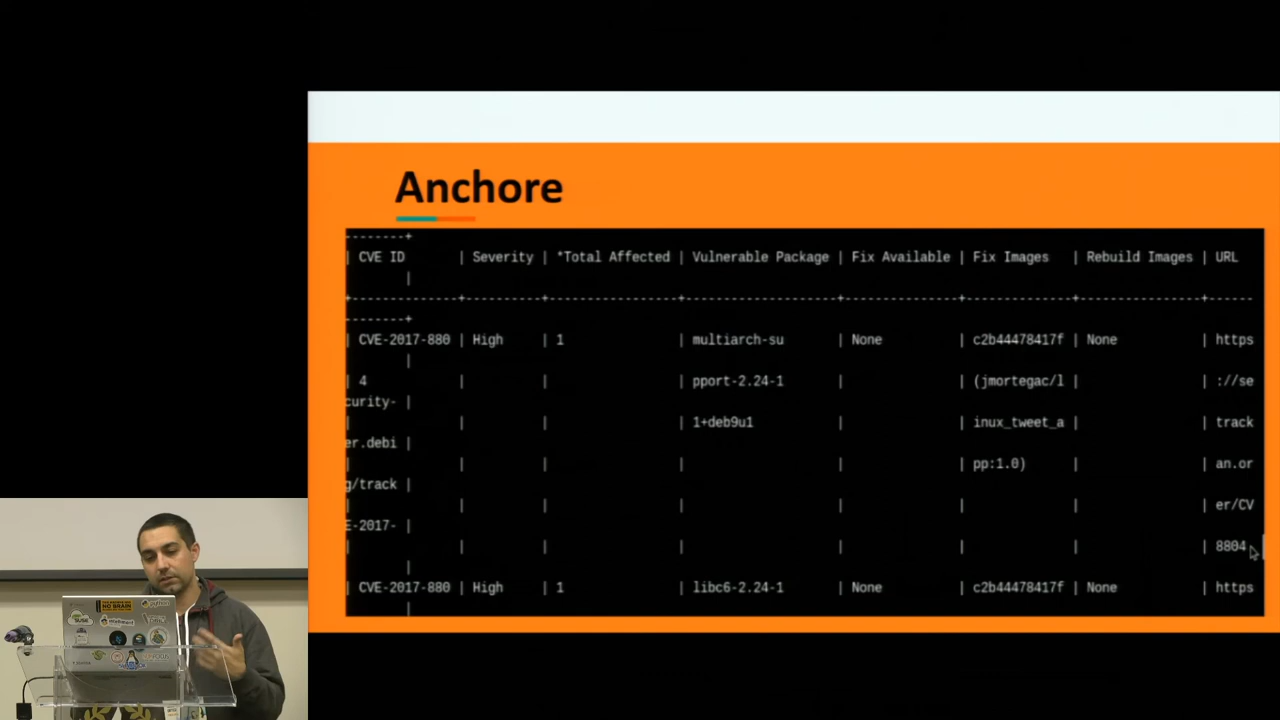 Anchore
--------+
| CVE ID | Severity | *Total Affected | Vulnerable Package | Fix Available | Fix Images | Rebuild Images | URL
|
+-------------+---------+-----------------+--------------------+---------------+-------------+----------------+------
--------+
| CVE-2017-880 | High | 1 | multiarch-su | None | c2b44478417f | None | https
|
| 4 | | | pport-2.24-1 | | (jmortegac/l | | ://se
curity- |
| | | | 1+deb9u1 | | inux_tweet_a | | track
er.debi |
| | | | | | pp:1.0) | | an.or
g/track |
| | | | | | | | er/CV
E-2017- |
| | | | | | | | 8804
|
| CVE-2017-880 | High | 1 | libc6-2.24-1 | None | c2b44478417f | None | https
|
NO BRAIN
python